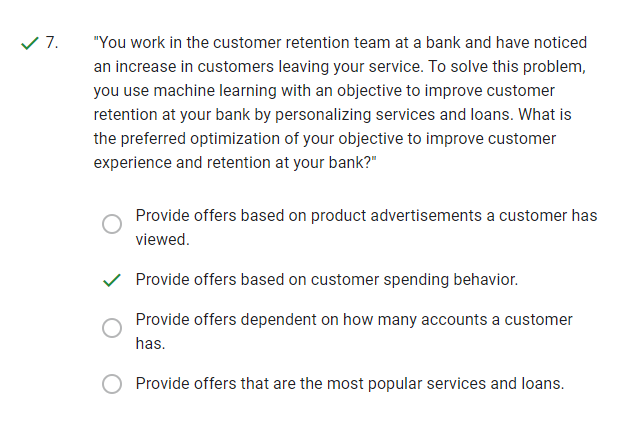 7. "You work in the customer retention team at a bank and have noticed
an increase in customers leaving your service. To solve this problem,
you use machine learning with an objective to improve customer
retention at your bank by personalizing services and loans. What is
the preferred optimization of your objective to improve customer
experience and retention at your bank?"
Provide offers based on product advertisements a customer has
viewed.
Provide offers based on customer spending behavior.
Provide offers dependent on how many accounts a customer
has.
Provide offers that are the most popular services and loans.